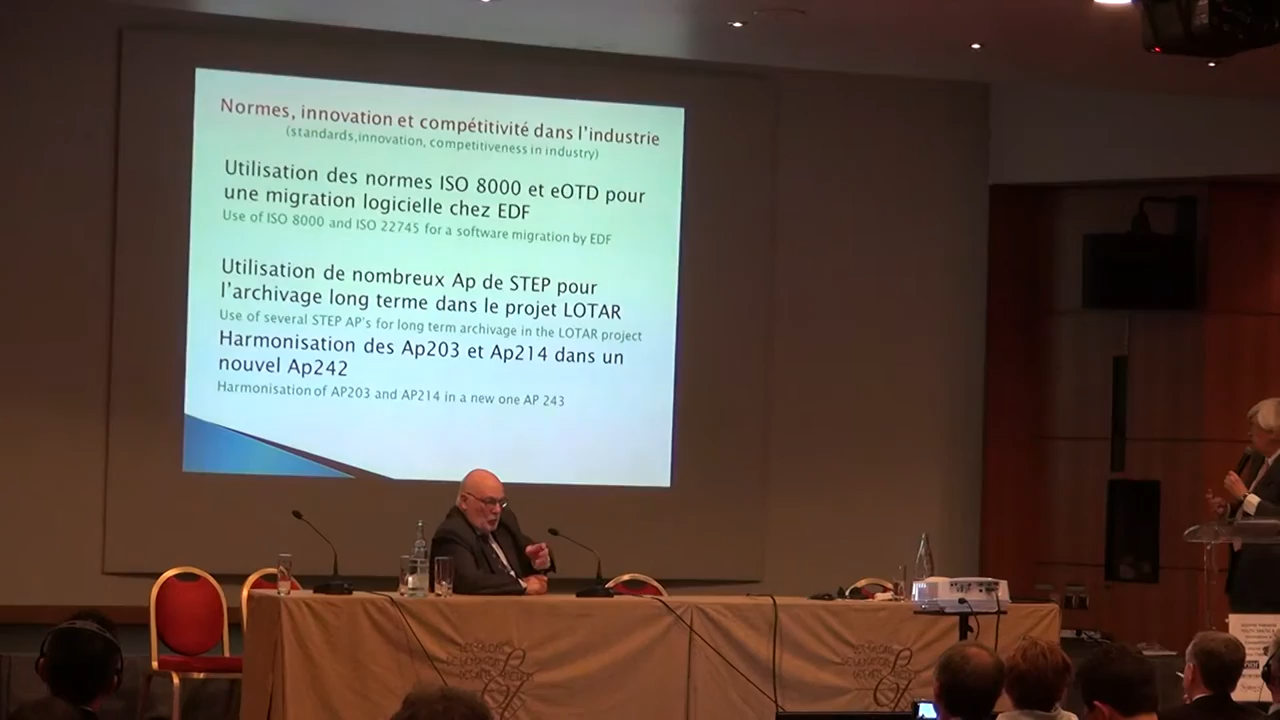 Normes, innovation et compétitivité dans l'industrie
(standards,innovation, competitiveness in industry)
Utilisation des normes ISO 8000 et eOTD pour
une migration logicielle chez EDF
Use of ISO 8000 and ISO 22745 for a software migration by EDF
Utilisation de nombreux Ap de STEP pour
l'archivage long terme dans le projet LOTAR
Use of several STEP AP's for long term archivage in the LOTAR project
Harmonisation des Ap203 et Ap214 dans un
nouvel Ap242
Harmonisation of AP203 and AP214 in a new one AP 243